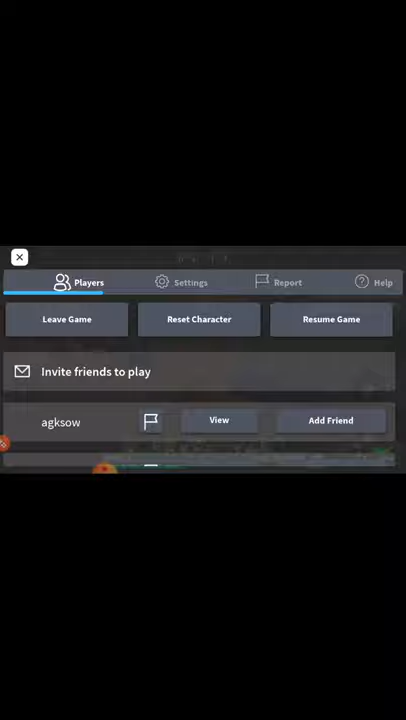 Players
Settings
Report
Help
Leave Game
Reset Character
Resume Game
Invite friends to play
agksow
View
Add Friend